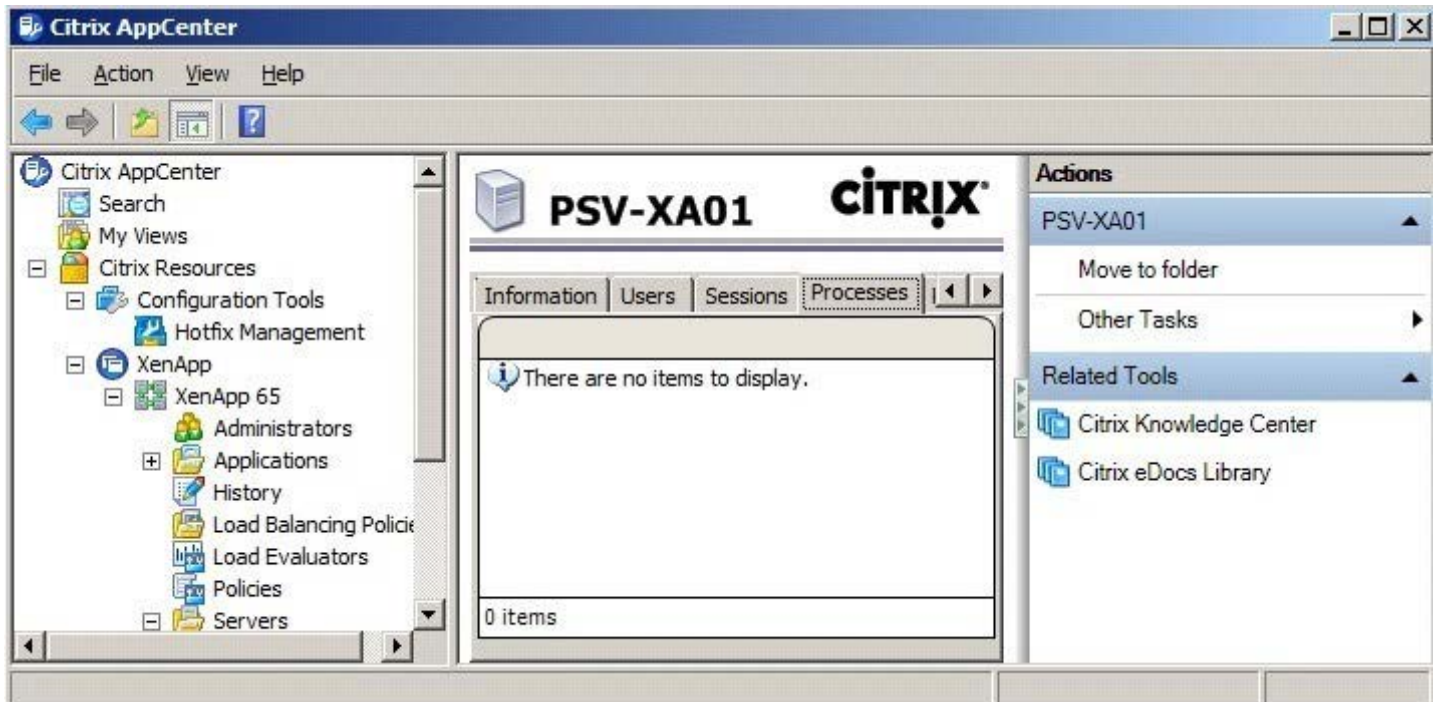 Citrix AppCenter
File Action View Help
Citrix AppCenter
Search
My Views
Citrix Resources
Configuration Tools
Hotfix Management
XenApp
XenApp 65
Administrators
Applications
History
Load Balancing Policie
Load Evaluators
Policies
Servers
PSV-XA01
CİTRIX
Information Users Sessions Processes
There are no items to display.
0 items
Actions
PSV-XA01
Move to folder
Other Tasks
Related Tools
Citrix Knowledge Center
Citrix eDocs Library